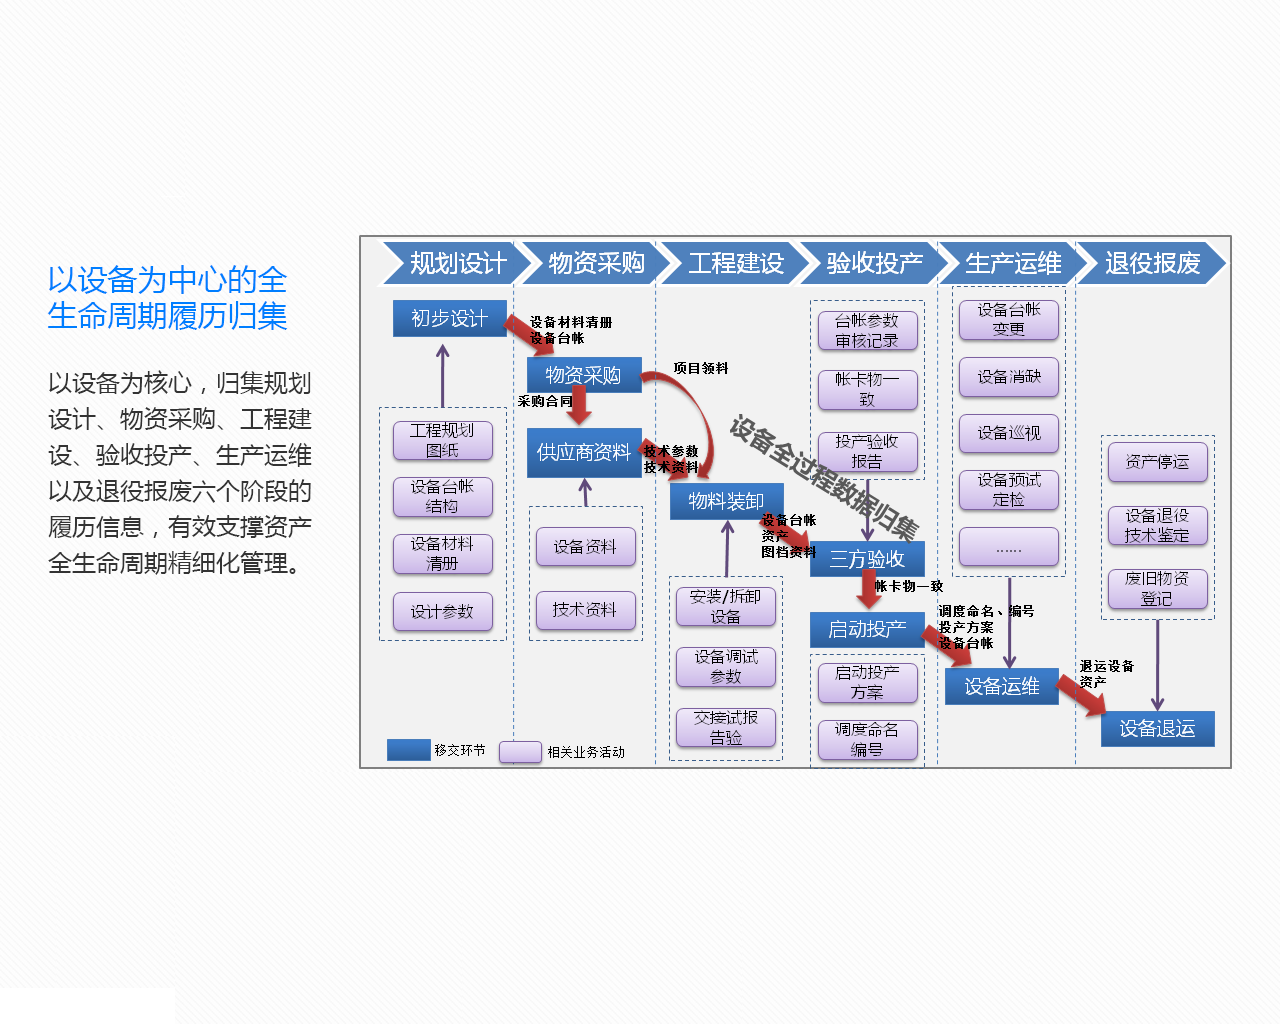 以设备为中心的全
生命周期履历归集
以设备为核心，归集规划
设计、物资采购、工程建
设、验收投产、生产运维
以及退役报废六个阶段的
履历信息，有效支撑资产
全生命周期精细化管理。
规划设计
物资采购
工程建设
验收投产
生产运维
退役报废
初步设计
工程规划
图纸
设备台帐
结构
设备材料
清册
设计参数
设备材料清册
设备台帐
物资采购
采购合同
供应商资料
设备资料
技术资料
项目领料
技术参数
技术资料
物料装卸
安装/拆卸
设备
设备调试
参数
交接试报
告验
设备台帐
资产
图档资料
设备全过程数据归集
台帐参数
审核记录
帐卡物一
致
投产验收
报告
三方验收
帐卡物一致
启动投产
启动投产
方案
调度命名
编号
调度命名、编号
投产方案
设备台帐
设备台帐
变更
设备消缺
设备巡视
设备预试
定检
......
设备运维
退运设备
资产
资产停运
设备退役
技术鉴定
废旧物资
登记
设备退运
移交环节
相关业务活动